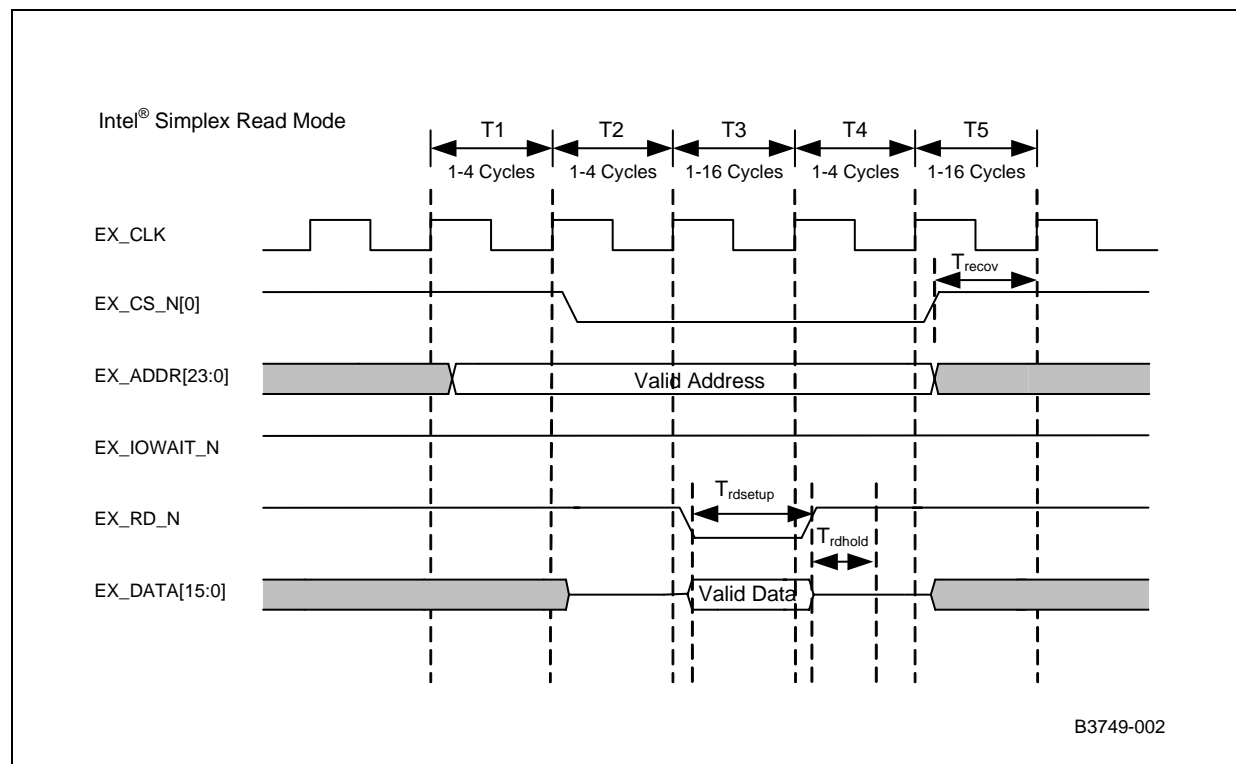 Intel® Simplex Read Mode
T1 T2 T3 T4 T5
1-4 Cycles 1-4 Cycles 1-16 Cycles 1-4 Cycles 1-16 Cycles
EX_CLK
Trecov
EX_CS_N[0]
EX_ADDR[23:0] Valid Address
EX_IOWAIT_N
Trdsetup
EX_RD_N
Trdhold
EX_DATA[15:0] Valid Data
B3749-002